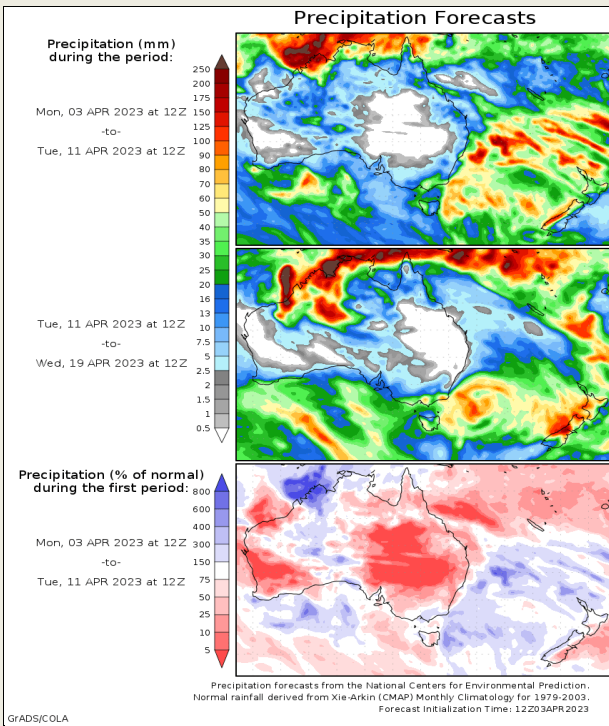 Precipitation Forecasts
Precipitation (mm)
during the period:
Mon, 03 APR 2023 at 12Z
-to-
Tue, 11 APR 2023 at 12Z
250
200
175
150
125
100
90
80
70
60
50
40
35
30
25
20
16
13
10
7.5
5
2.5
2
1.5
1
0.5
Tue, 11 APR 2023 at 12Z
-to-
Wed, 19 APR 2023 at 12Z
Precipitation (% of normal)
during the first period:
Mon, 03 APR 2023 at 12Z
-to-
Tue, 11 APR 2023 at 12Z
800
600
400
300
150
75
50
25
10
5
Precipitation forecasts from the National Centers for Environmental Prediction.
Normal rainfall derived from Xie-Arkin (CMAP) Monthly Climatology for 1979-2003.
Forecast Initialization Time: 12Z03APR2023
GrADS/COLA